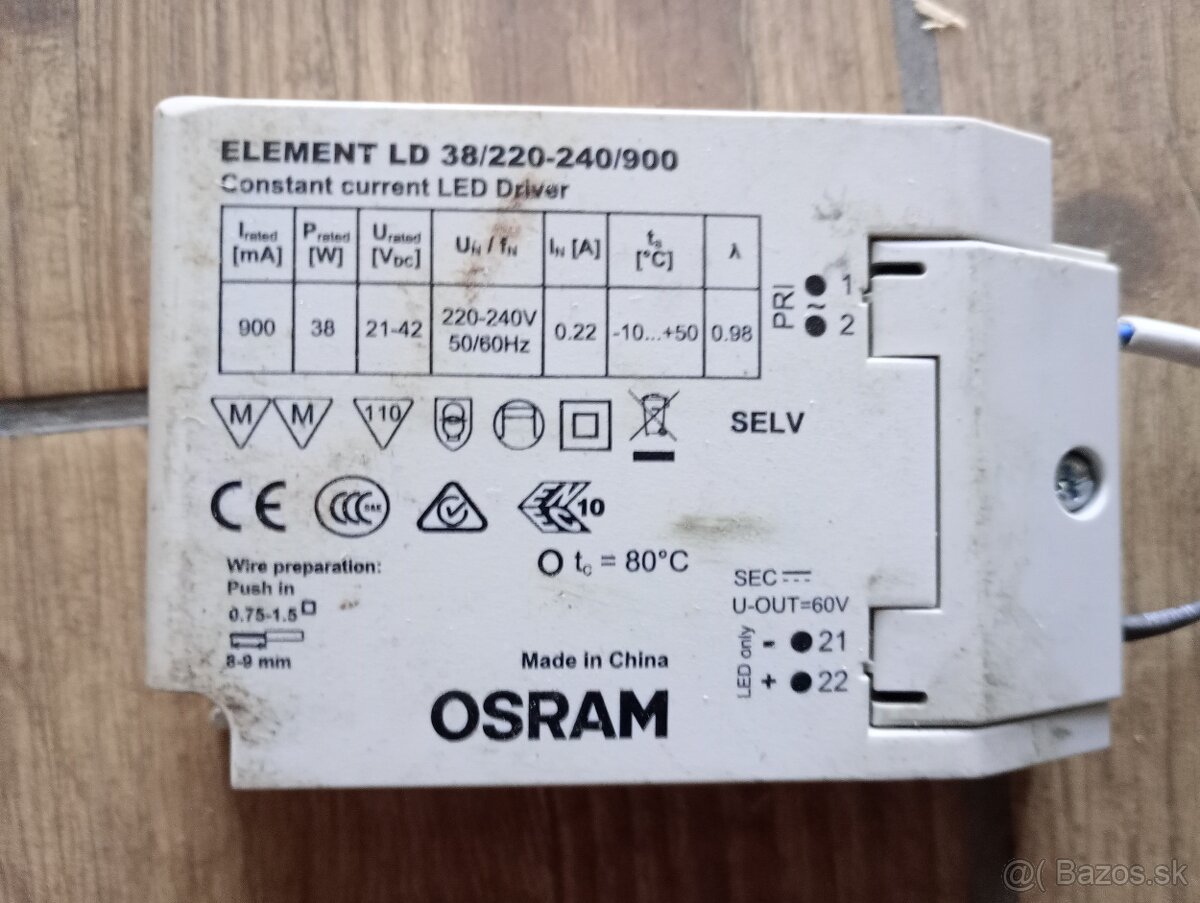 ELEMENT LD 38/220-240/900
Constant current LED Driver
Irated [mA] Prated [W] Urated [VDC] UN / fN IN [A] ta [°C] λ
900 38 21-42 220-240V 50/60Hz 0.22 -10...+50 0.98
PRI ~ 1
2
M M 110
SELV
CE CCC S&E ENEC 10
tc = 80°C
Wire preparation:
Push in
0.75-1.5
8-9 mm
SEC
U-OUT=60V
LED only
- 21
+ 22
Made in China
OSRAM
@( Bazos.sk